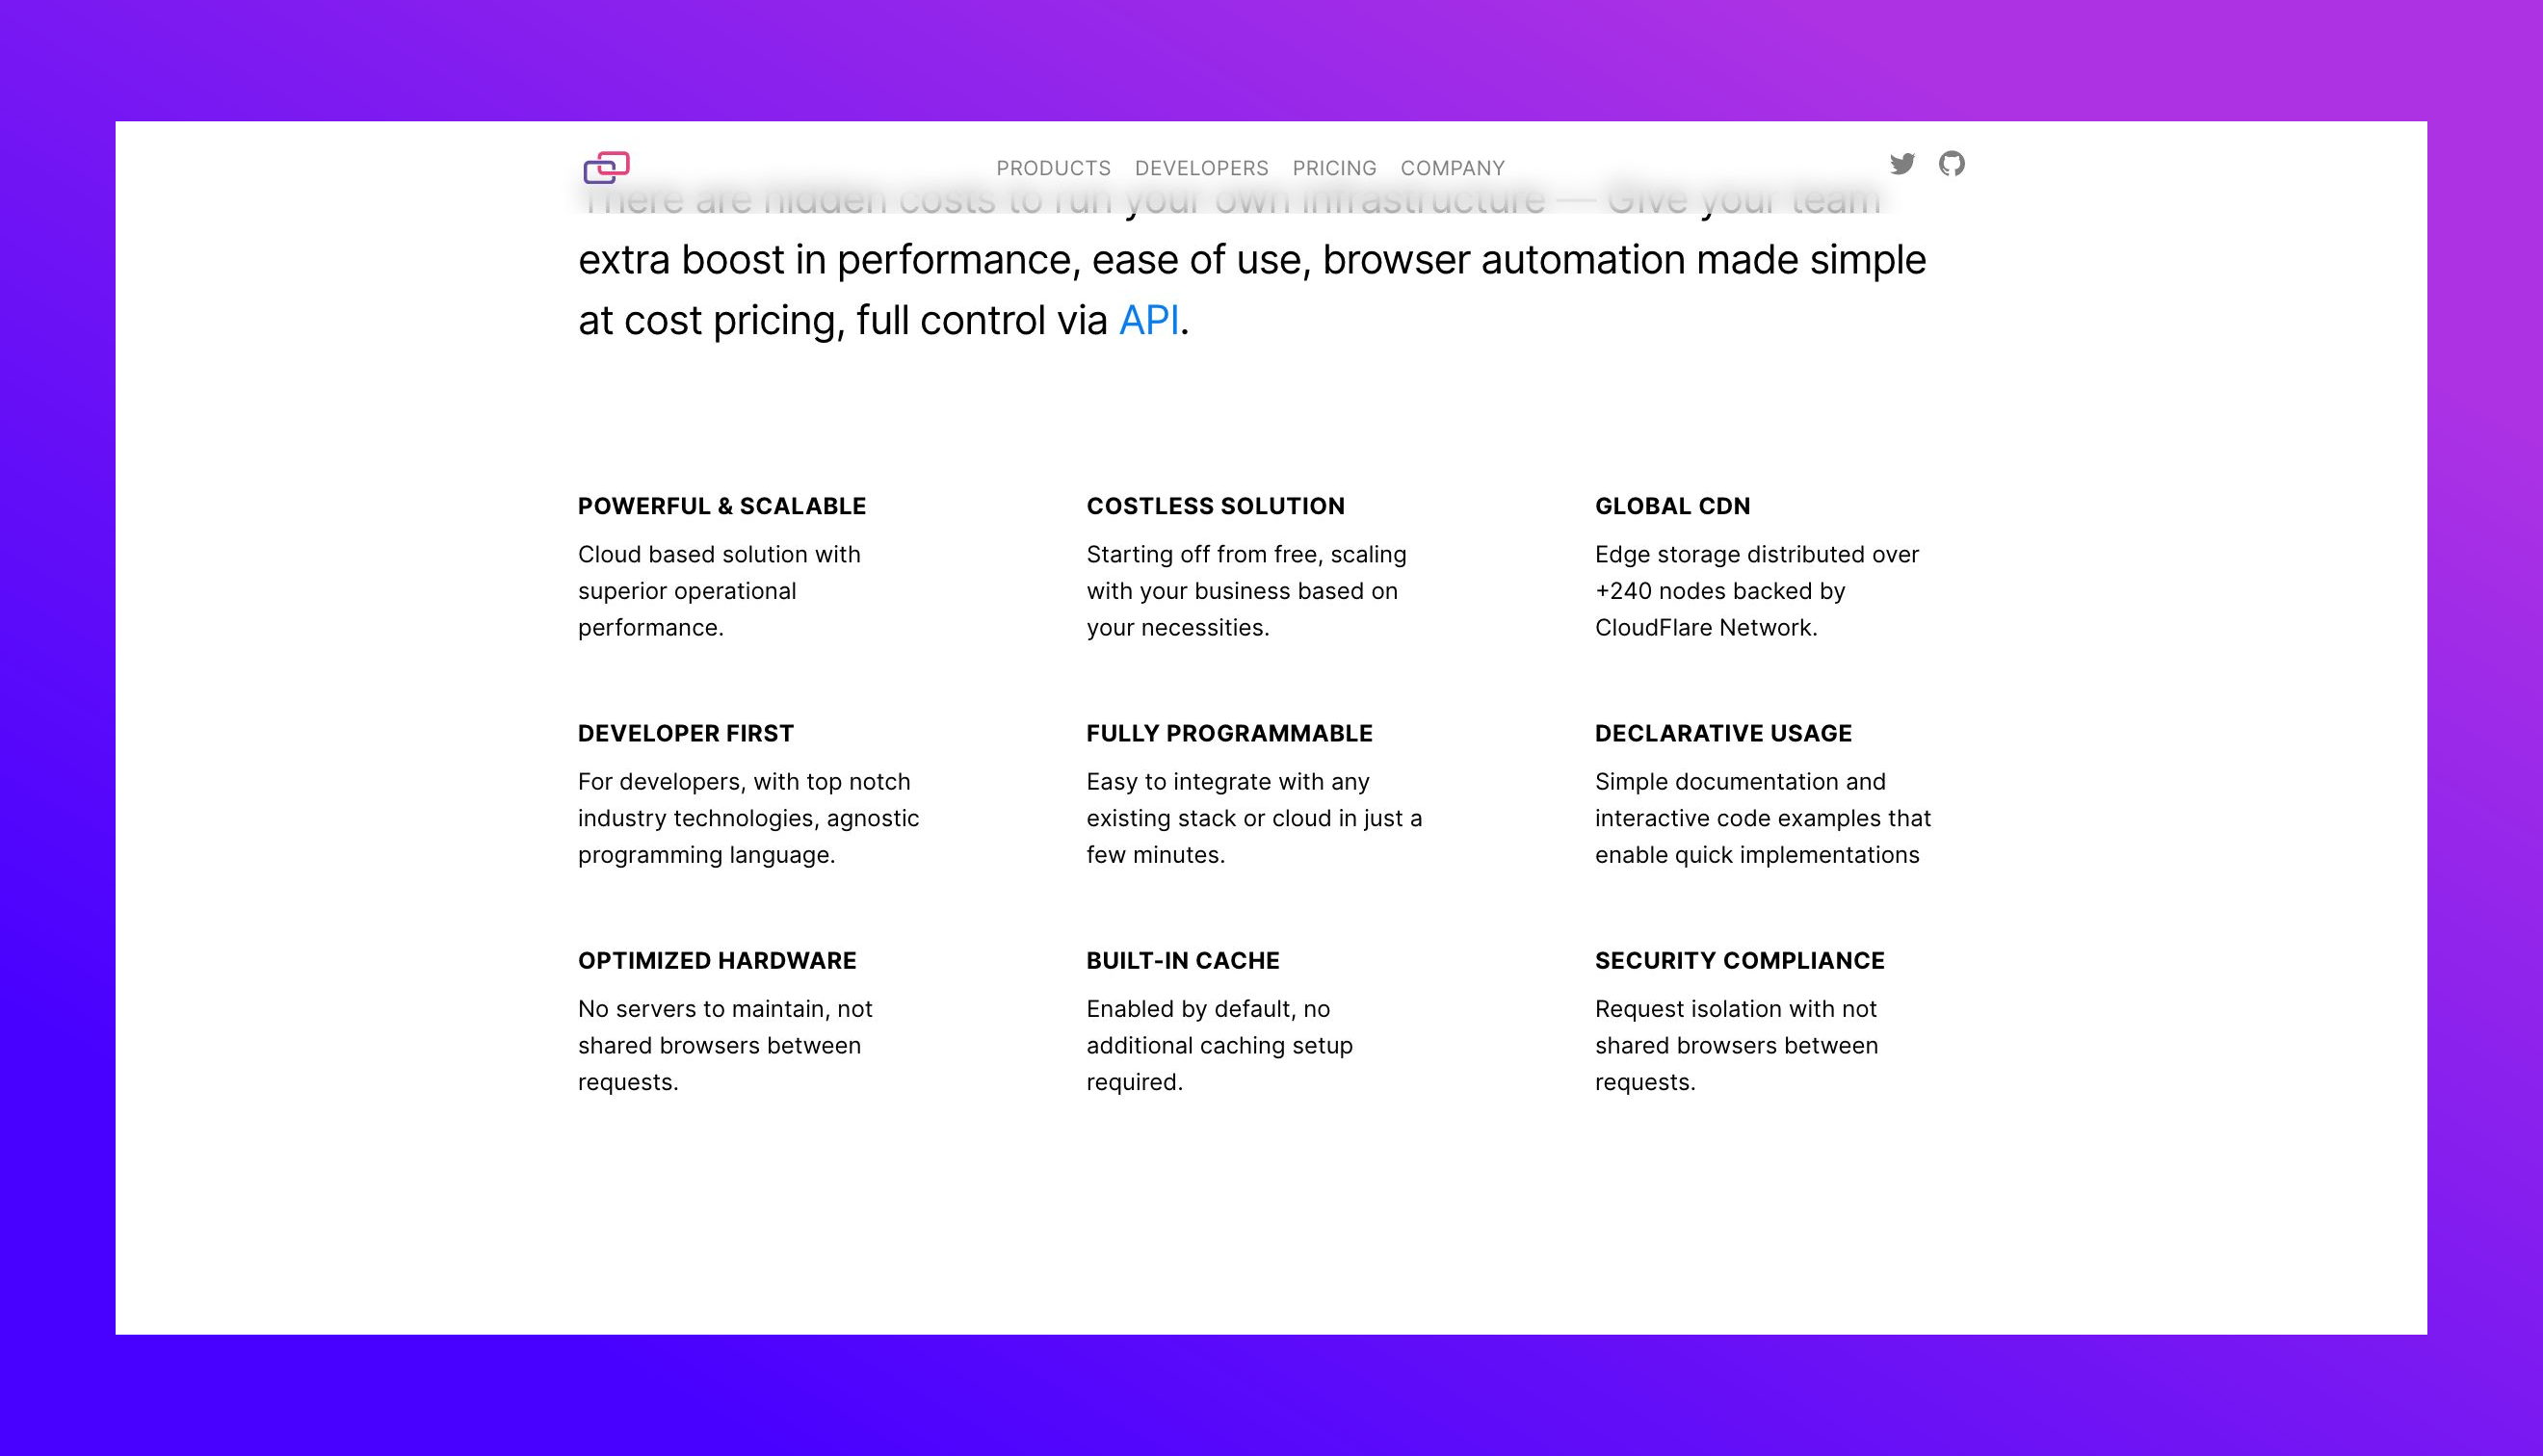 PRODUCTS DEVELOPERS PRICING COMPANY
There are hidden costs to run your own infrastructure — Give your team
extra boost in performance, ease of use, browser automation made simple
at cost pricing, full control via API.
POWERFUL & SCALABLE
Cloud based solution with
superior operational
performance.
COSTLESS SOLUTION
Starting off from free, scaling
with your business based on
your necessities.
GLOBAL CDN
Edge storage distributed over
+240 nodes backed by
CloudFlare Network.
DEVELOPER FIRST
For developers, with top notch
industry technologies, agnostic
programming language.
FULLY PROGRAMMABLE
Easy to integrate with any
existing stack or cloud in just a
few minutes.
DECLARATIVE USAGE
Simple documentation and
interactive code examples that
enable quick implementations
OPTIMIZED HARDWARE
No servers to maintain, not
shared browsers between
requests.
BUILT-IN CACHE
Enabled by default, no
additional caching setup
required.
SECURITY COMPLIANCE
Request isolation with not
shared browsers between
requests.